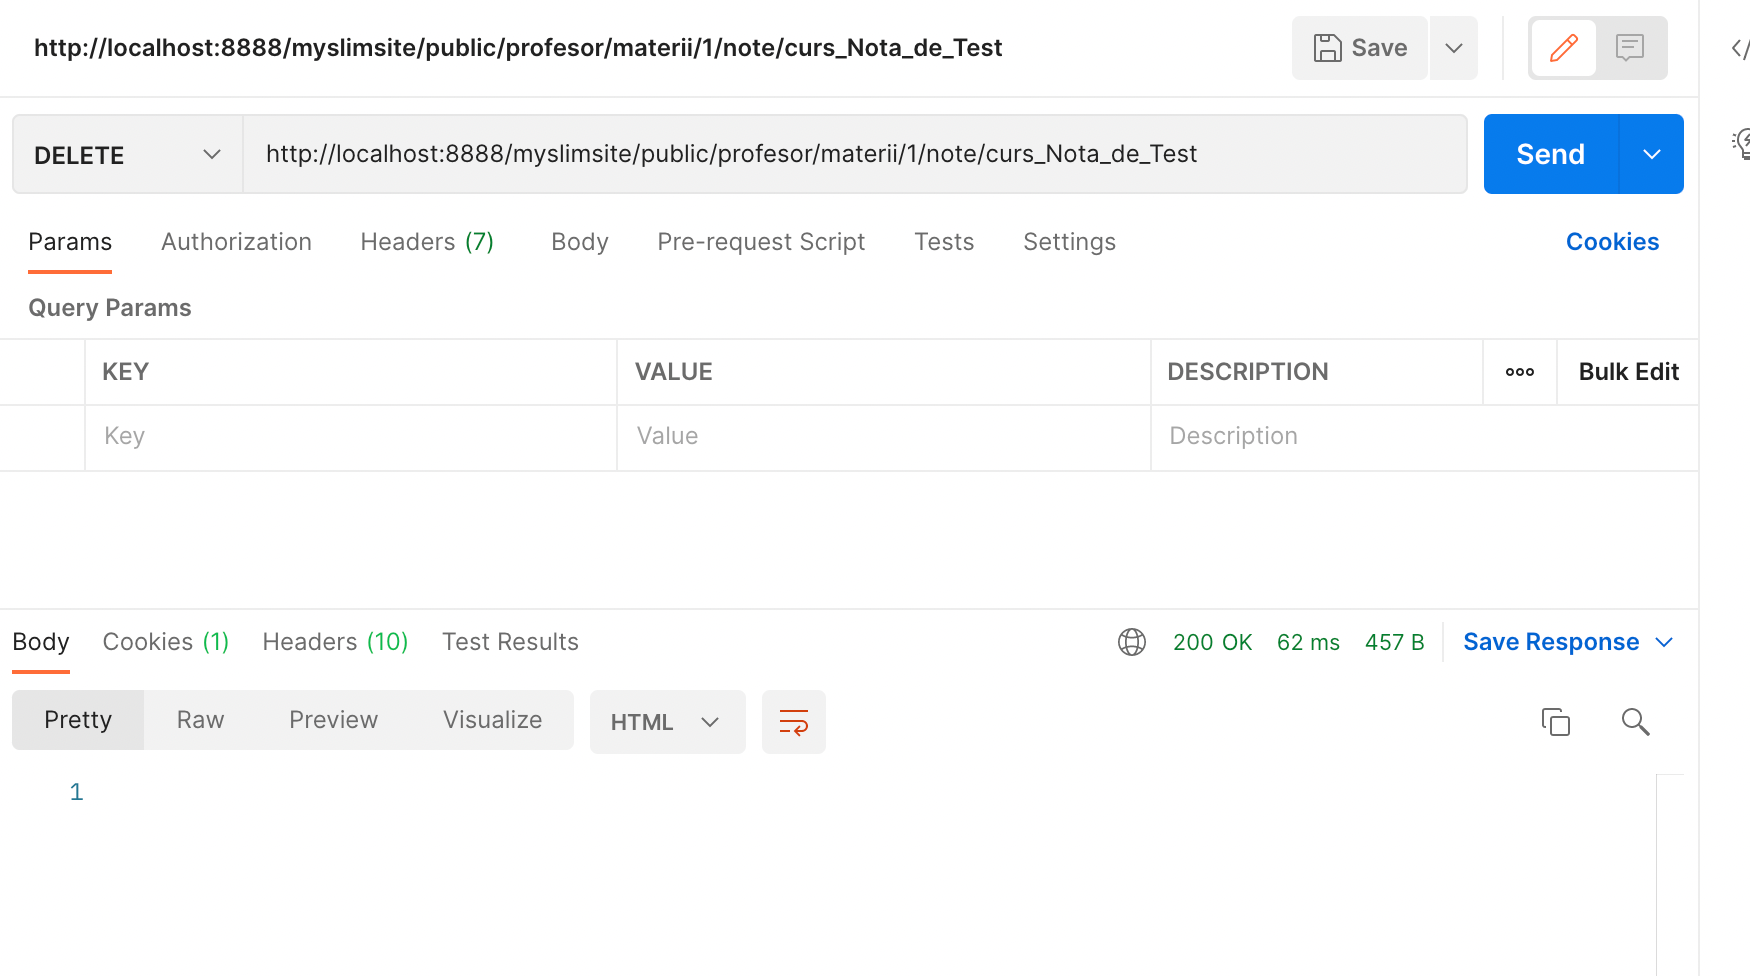 http://localhost:8888/myslimsite/public/profesor/materii/1/note/curs_Nota_de_Test Save
DELETE http://localhost:8888/myslimsite/public/profesor/materii/1/note/curs_Nota_de_Test Send
Params Authorization Headers (7) Body Pre-request Script Tests Settings Cookies
Query Params
KEY VALUE DESCRIPTION Bulk Edit
Key Value Description
Body Cookies (1) Headers (10) Test Results 200 OK 62 ms 457 B Save Response
Pretty Raw Preview Visualize HTML
1